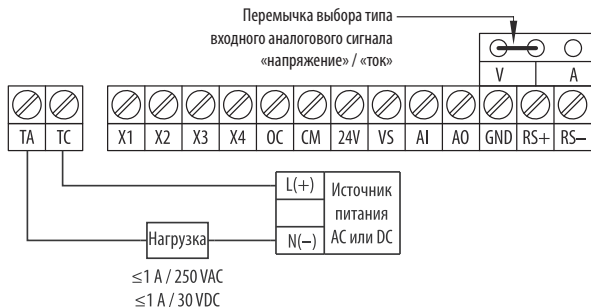 Перемычка выбора типа
входного аналогового сигнала
«напряжение» / «ток»
V A
TA TC X1 X2 X3 X4 OC CM 24V VS AI AO GND RS+ RS–
L(+)
Источник
питания
AC или DC
N(–)
Нагрузка
≤1 A / 250 VAC
≤1 A / 30 VDC